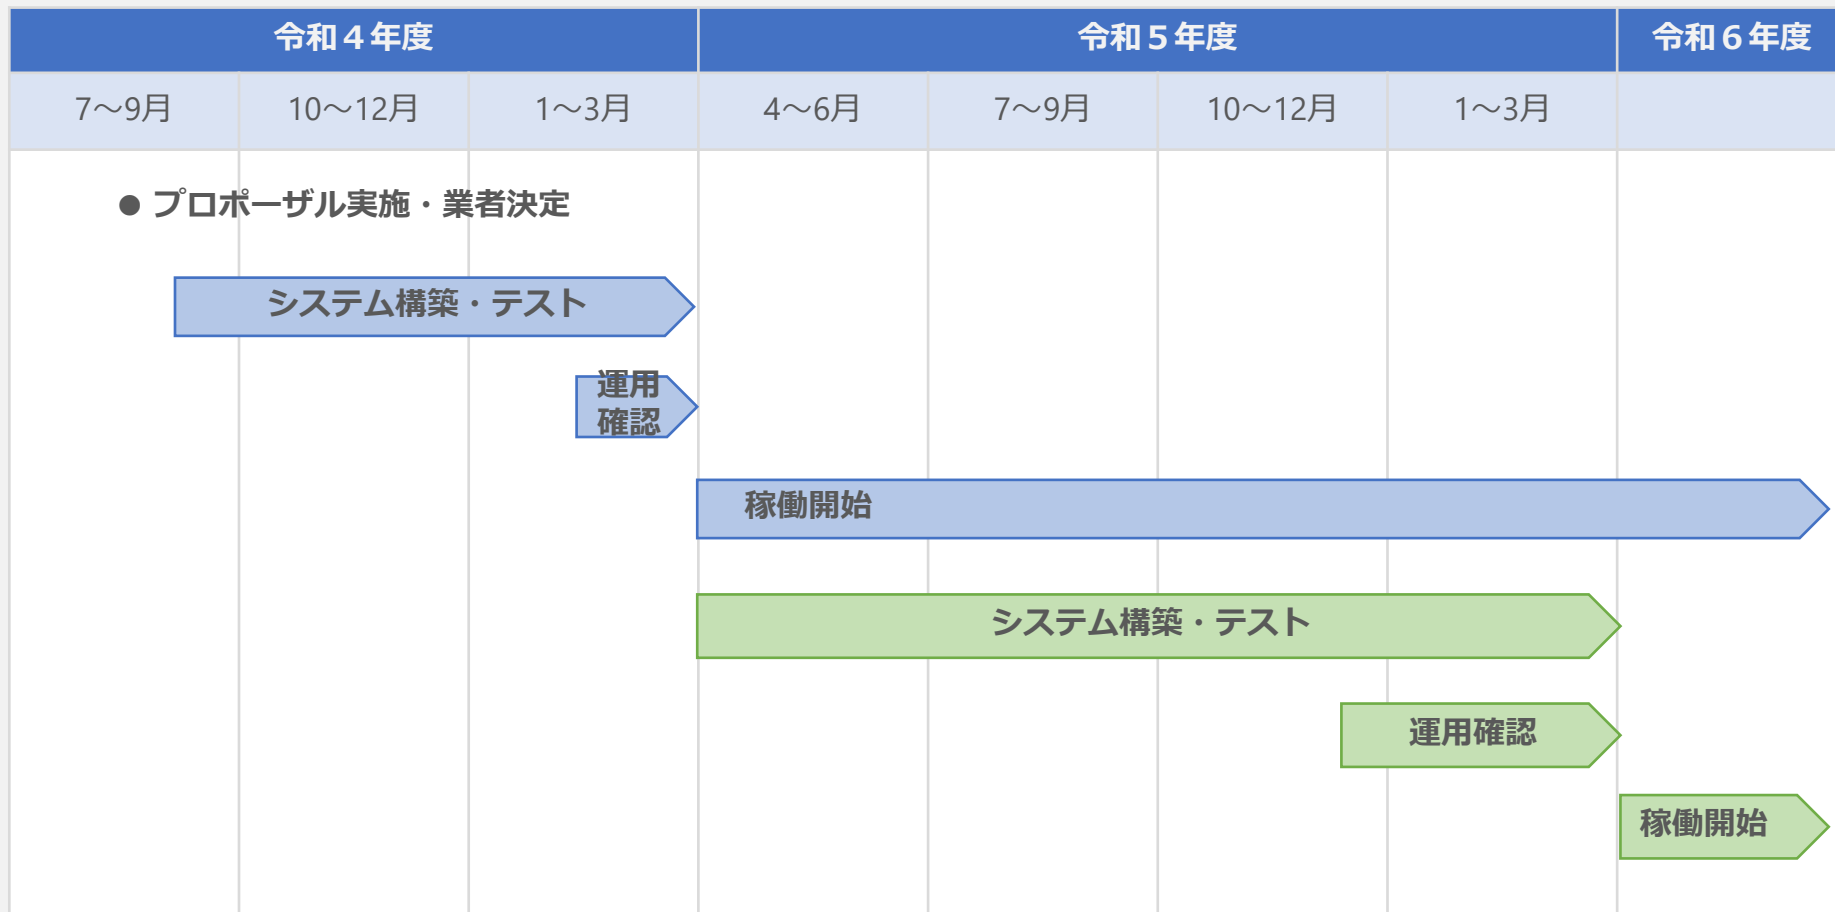 令和４年度
令和５年度
令和６年度
7～9月
10～12月
1～3月
4～6月
7～9月
10～12月
1～3月
● プロポーザル実施・業者決定
システム構築・テスト
運用
確認
稼働開始
システム構築・テスト
運用確認
稼働開始